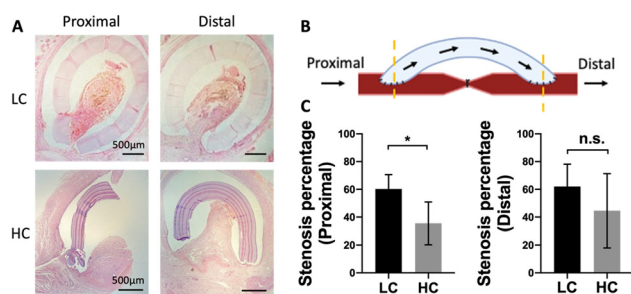 A
Proximal
Distal
LC
500μm
HC
500μm
B
Proximal
Distal
C
Stenosis percentage
(Proximal)
100
80
60
40
20
0
*
LC
HC
Stenosis percentage
(Distal)
100
80
60
40
20
0
n.s.
LC
HC